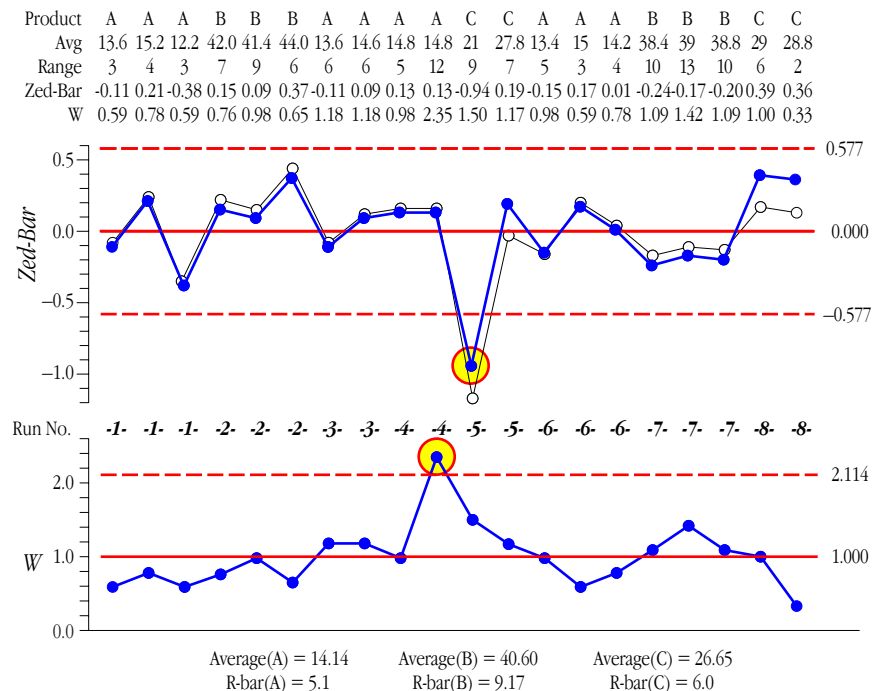 Product A A A B B B A A A A C C A A A B B B C C
Avg 13.6 15.2 12.2 42.0 41.4 44.0 13.6 14.6 14.8 14.8 21 27.8 13.4 15 14.2 38.4 39 38.8 29 28.8
Range 3 4 3 7 9 6 6 6 5 12 9 7 5 3 4 10 13 10 6 2
Zed-Bar -0.11 0.21 -0.38 0.15 0.09 0.37 -0.11 0.09 0.13 0.13 -0.94 0.19 -0.15 0.17 0.01 -0.24 -0.17 -0.20 0.39 0.36
W 0.59 0.78 0.59 0.76 0.98 0.65 1.18 1.18 0.98 2.35 1.50 1.17 0.98 0.59 0.78 1.09 1.42 1.09 1.00 0.33
0.5
0.577
0.0
0.000
Zed-Bar
−0.5
−0.577
−1.0
Run No. -1- -1- -1- -2- -2- -2- -3- -3- -4- -4- -5- -5- -6- -6- -6- -7- -7- -7- -8- -8-
2.0
2.114
W
1.0
1.000
0.0
Average(A) = 14.14 Average(B) = 40.60 Average(C) = 26.65
R-bar(A) = 5.1 R-bar(B) = 9.17 R-bar(C) = 6.0